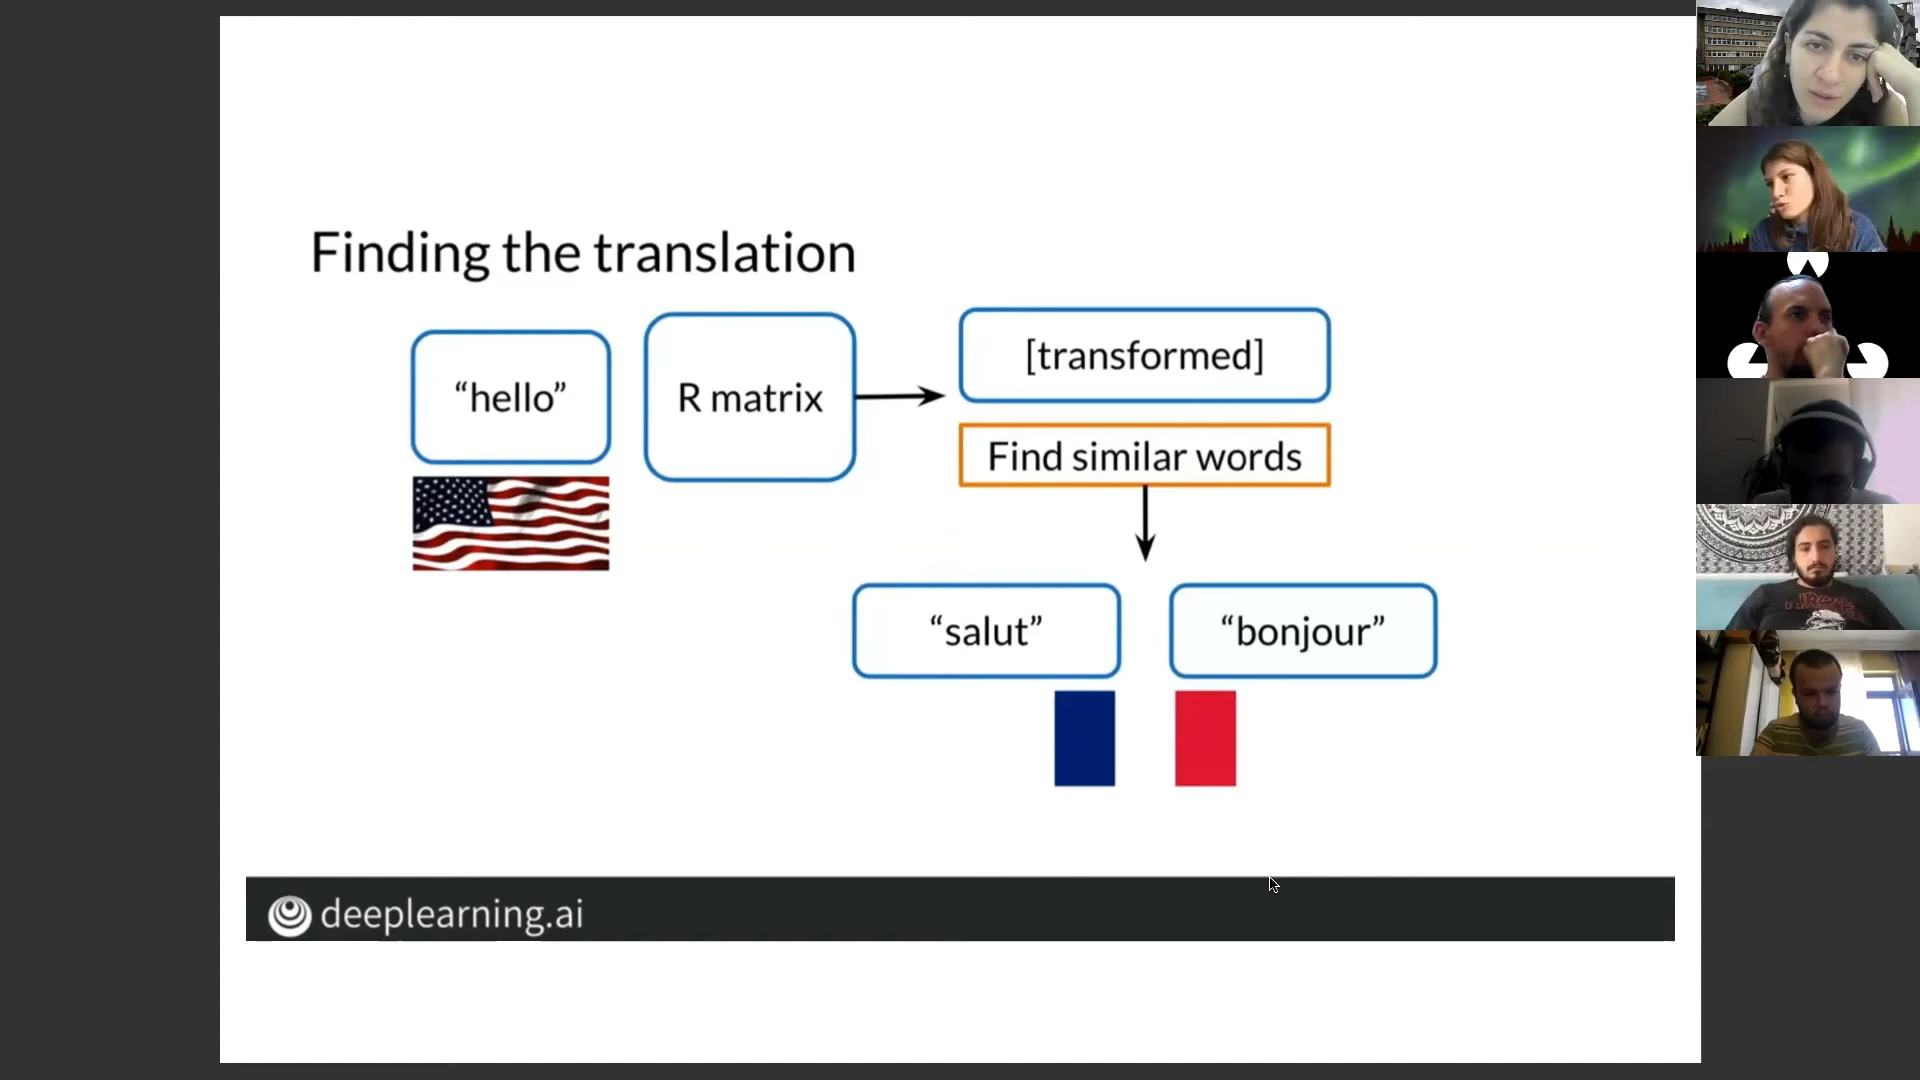 Finding the translation
“hello”
R matrix
[transformed]
Find similar words
“salut”
“bonjour”
deeplearning.ai